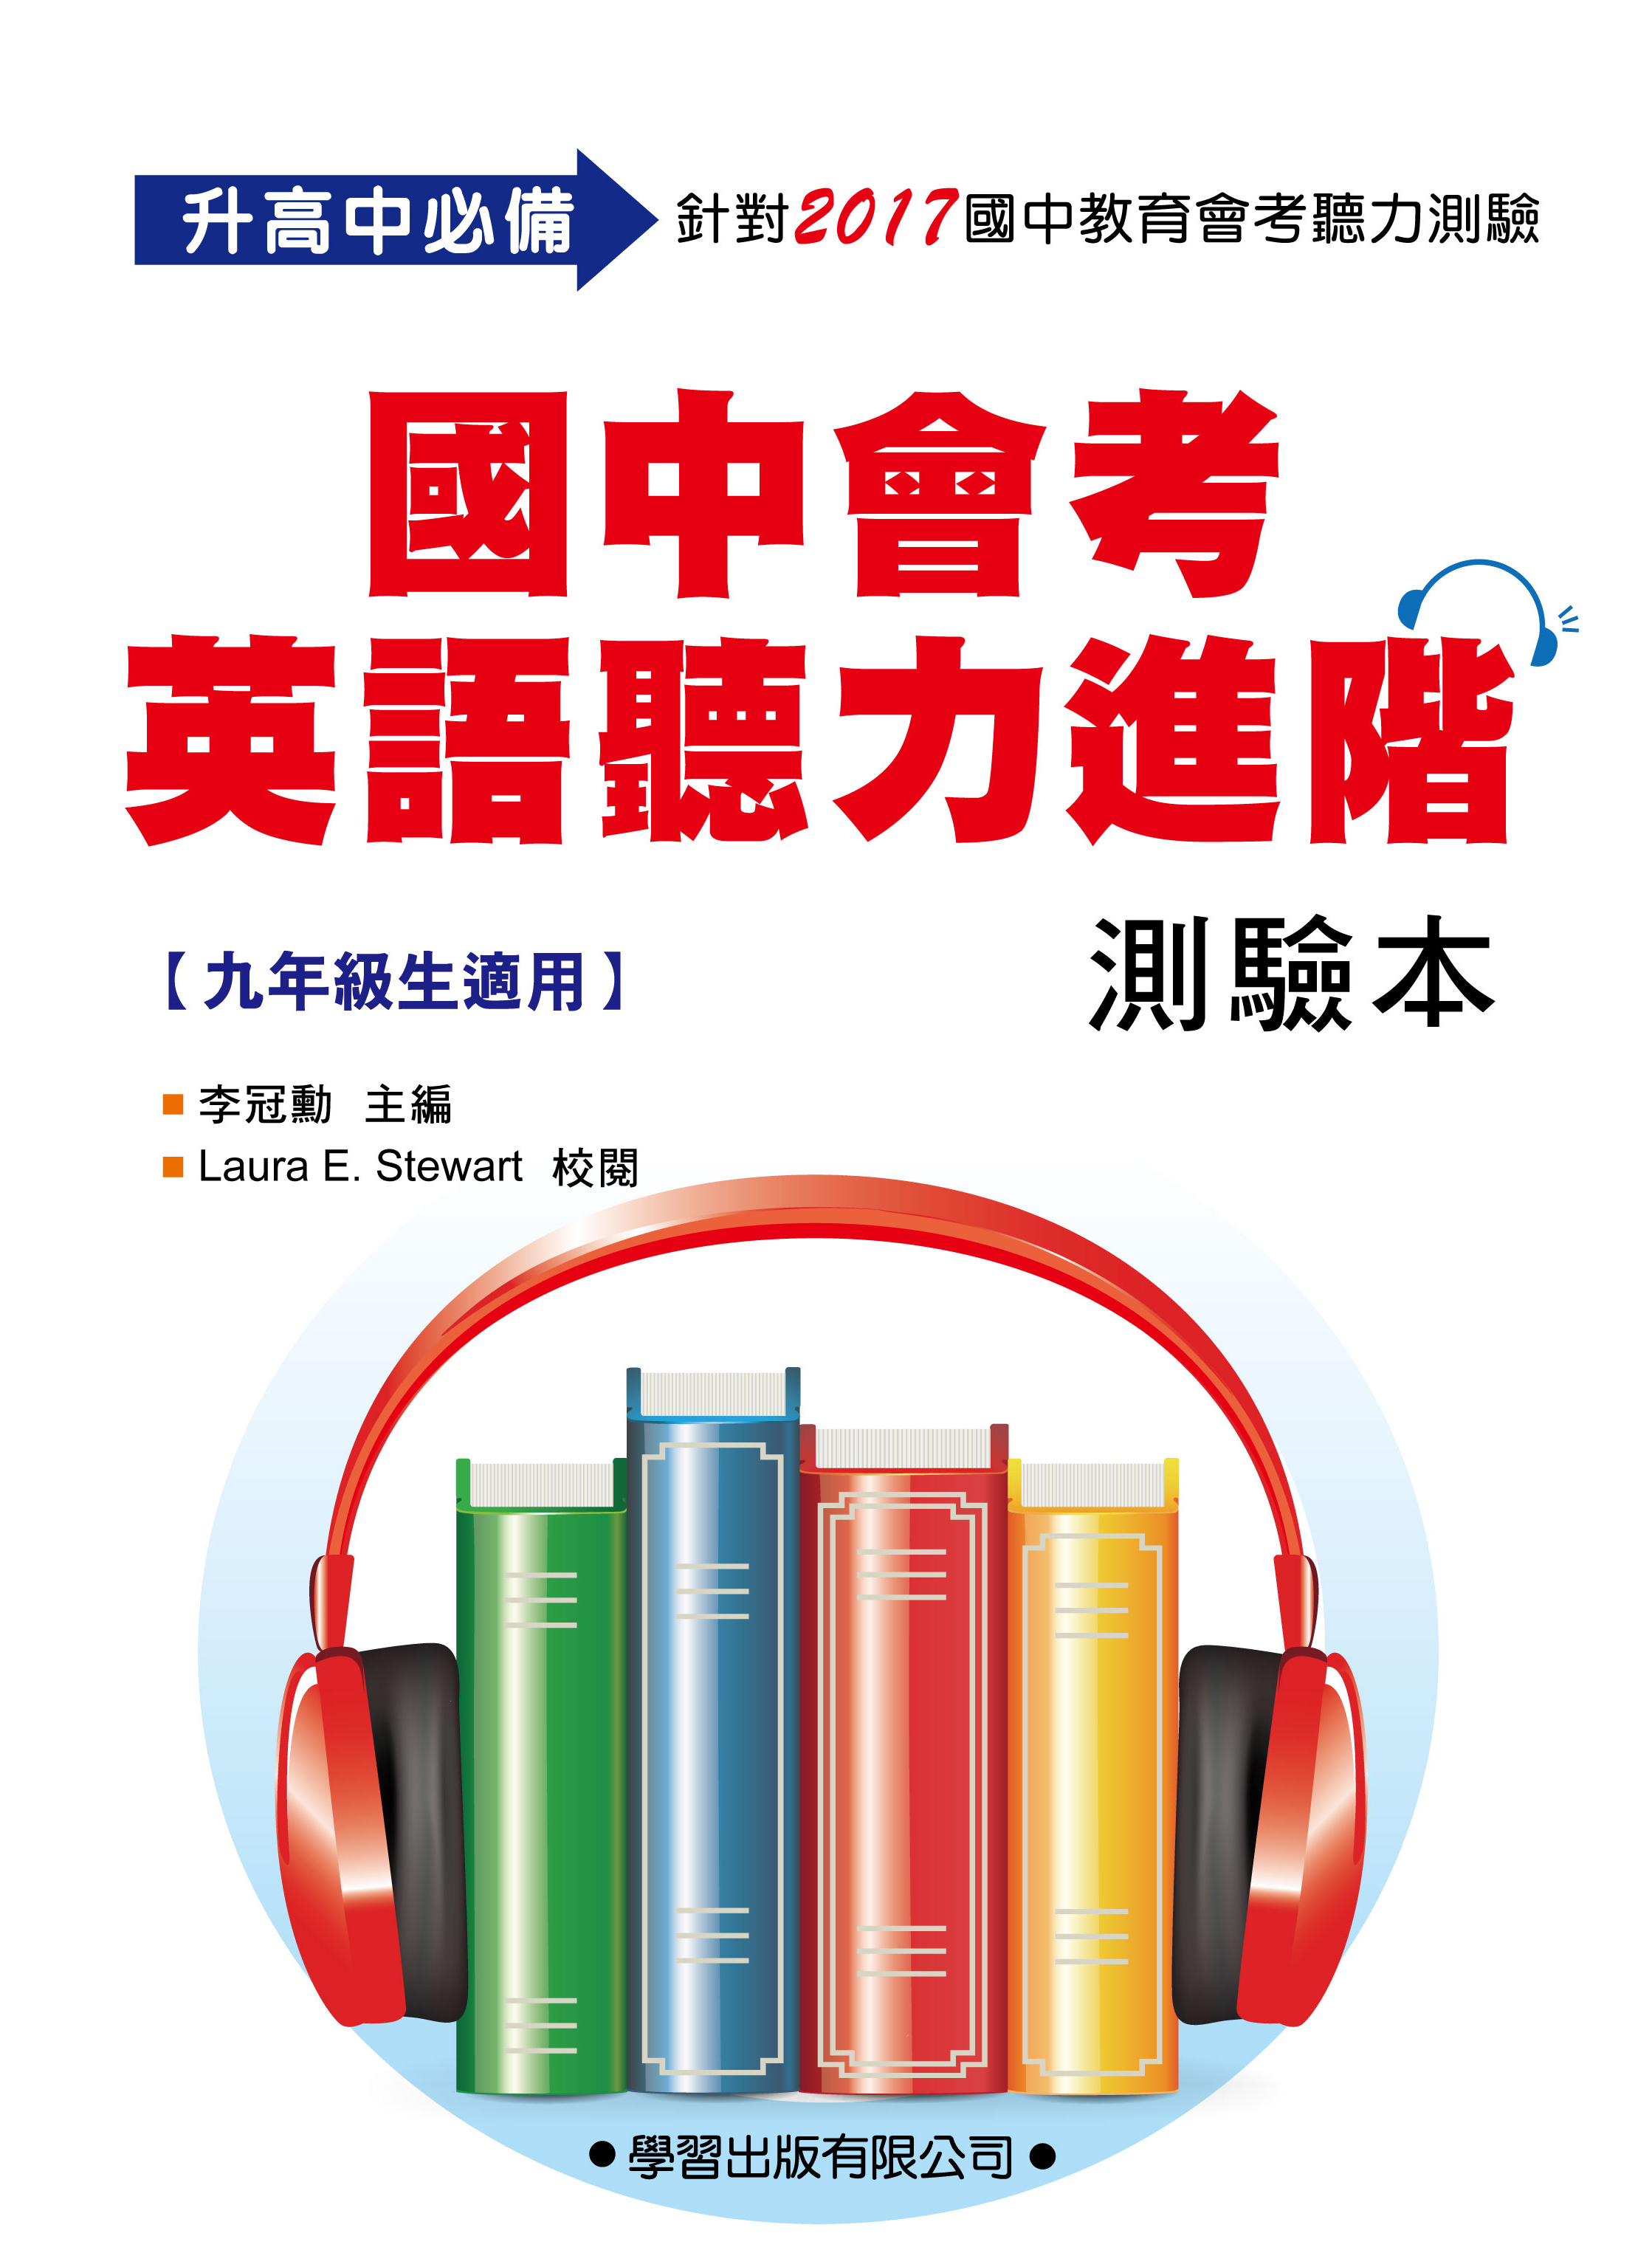 升高中必備 針對2017國中教育會考聽力測驗
國中會考
英語聽力進階
測驗本
【九年級生適用】
■ 李冠勳 主編
■ Laura E. Stewart 校閱
● 學習出版有限公司 ●